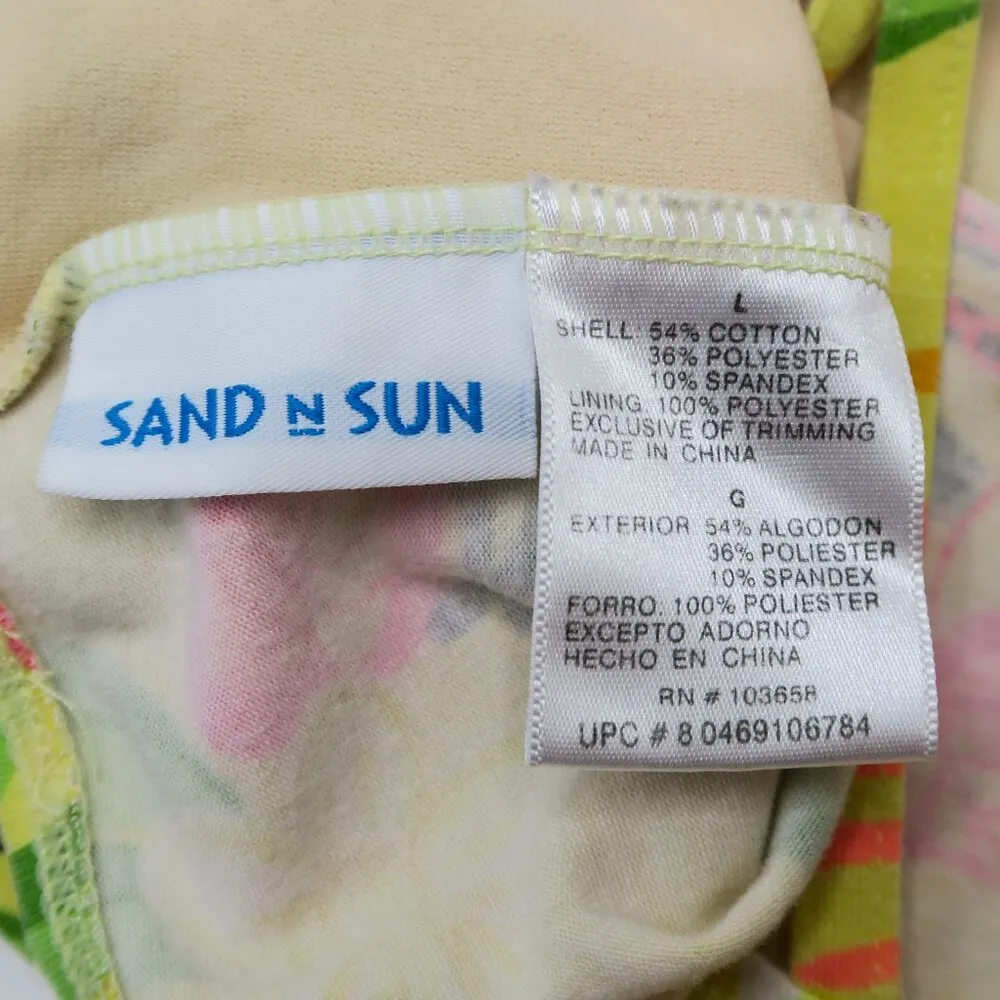 SAND N SUN
L
SHELL: 54% COTTON
36% POLYESTER
10% SPANDEX
LINING: 100% POLYESTER
EXCLUSIVE OF TRIMMING
MADE IN CHINA
G
EXTERIOR 54% ALGODON
36% POLIESTER
10% SPANDEX
FORRO: 100% POLIESTER
EXCEPTO ADORNO
HECHO EN CHINA
RN # 103658
UPC # 8 0469106784